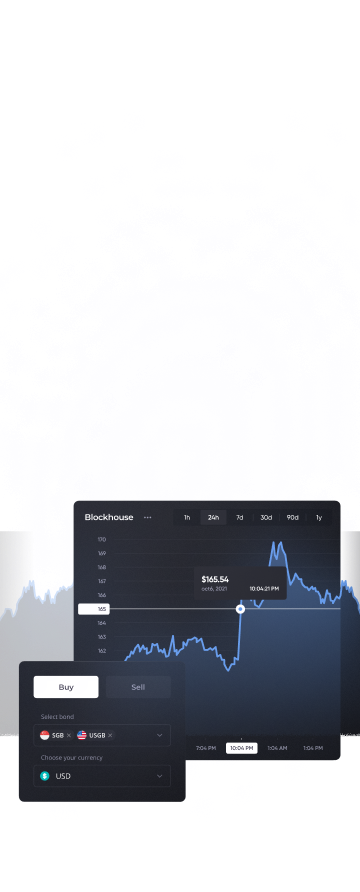 Blockhouse ••• 1h 24h 7d 30d 90d 1y
170
169
168
167
$165.54
oct6, 2021 10:04:21 PM
166
165
164
163
162
Buy Sell
Select bond
SGB × USGB ×
Choose your currency
USD
7:04 PM 10:04 PM 1:04 AM 1:04 PM